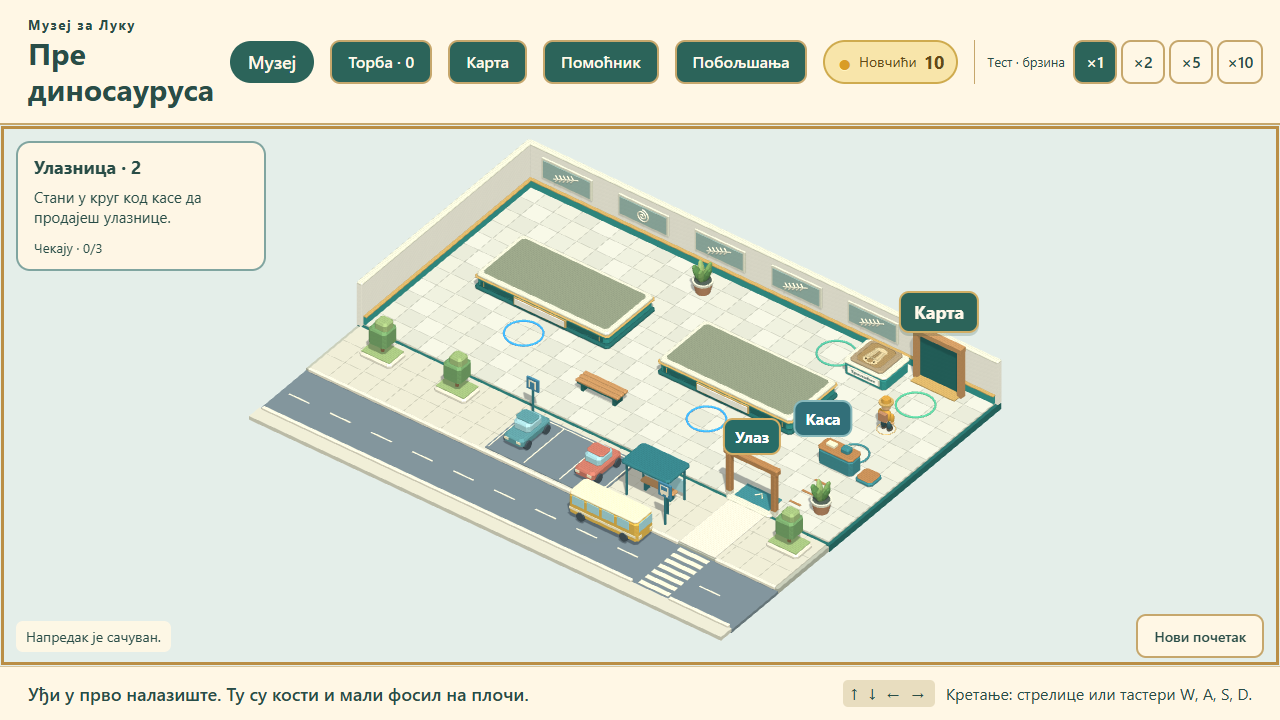 Музеј за Луку
Пре
диносауруса
Музеј
Торба · 0
Карта
Помоћник
Побољшања
Новчићи 10
Тест · брзина
×1
×2
×5
×10
Улазница · 2
Стани у круг код касе да
продајеш улазнице.
Чекају · 0/3
Карта
Каса
Улаз
Напредак је сачуван.
Нови почетак
Уђи у прво налазиште. Ту су кости и мали фосил на плочи.
↑ ↓ ← → Кретање: стрелице или тастери W, A, S, D.